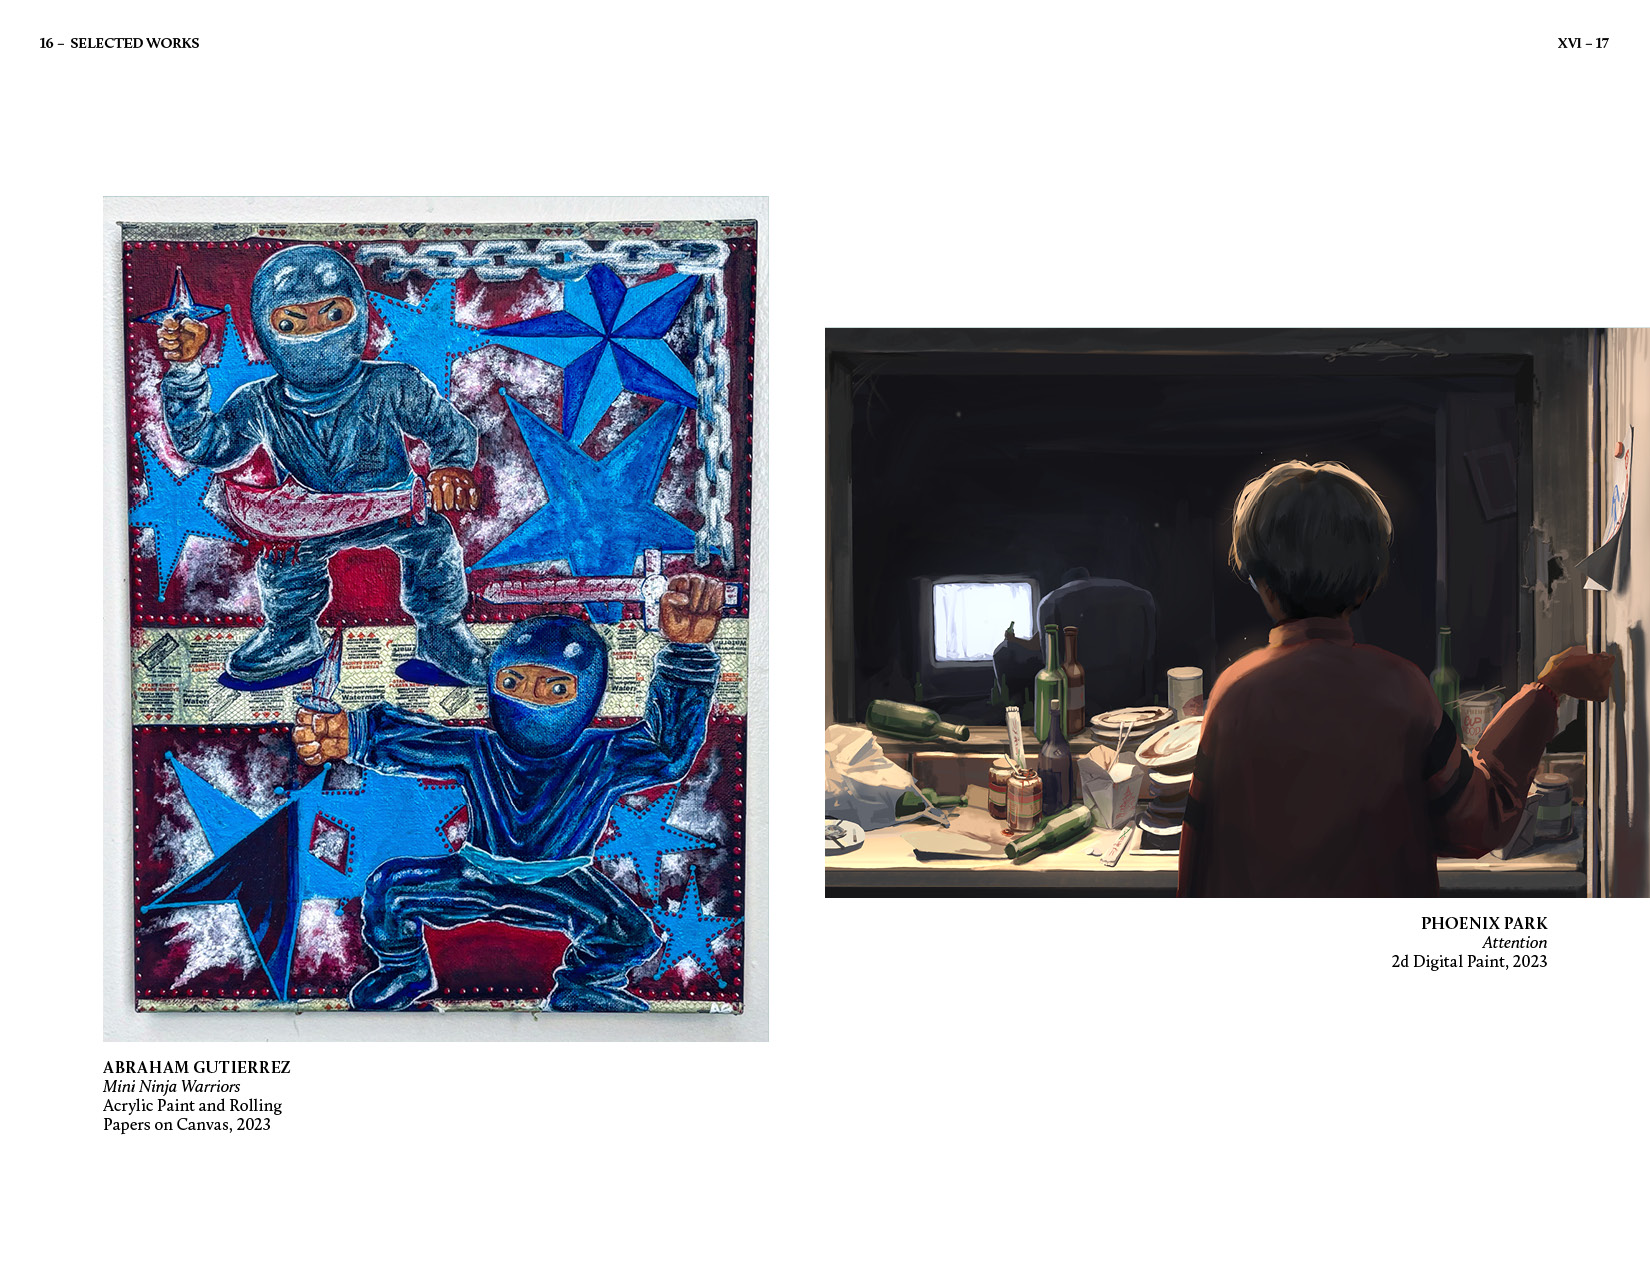 16 – SELECTED WORKS
XVI – 17
ABRAHAM GUTIERREZ
Mini Ninja Warriors
Acrylic Paint and Rolling
Papers on Canvas, 2023
PHOENIX PARK
Attention
2d Digital Paint, 2023